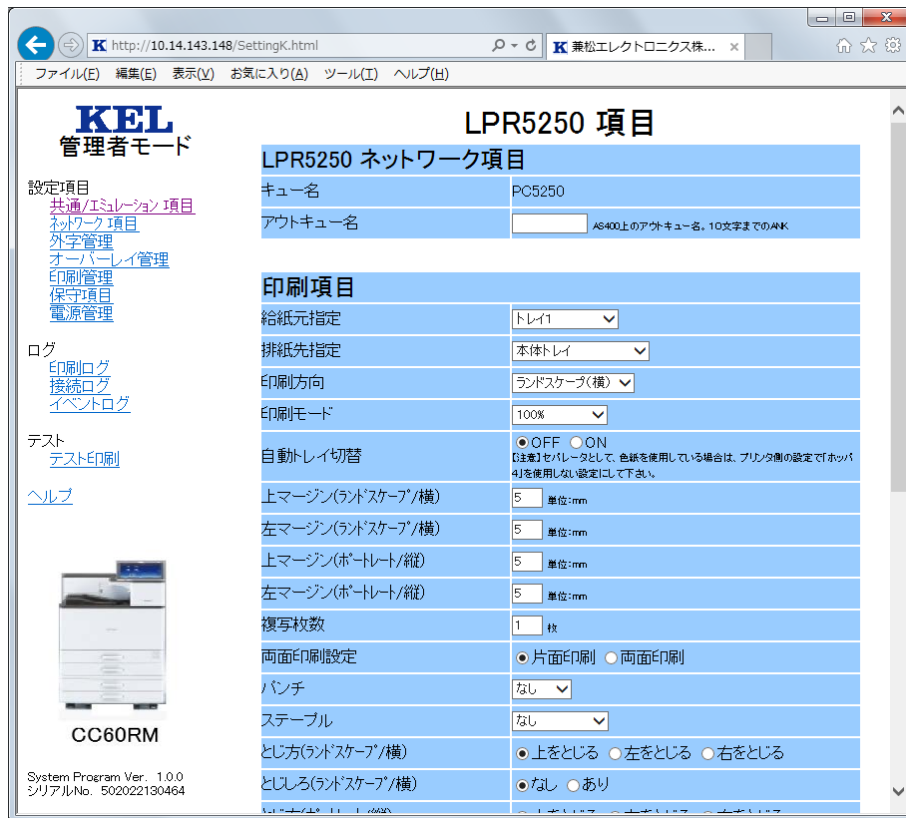 http://10.14.143.148/SettingK.html
兼松エレクトロニクス株...
ファイル(F) 編集(E) 表示(V) お気に入り(A) ツール(T) ヘルプ(H)
KEL
管理者モード
設定項目
共通/エミュレーション 項目
ネットワーク 項目
外字管理
オーバーレイ管理
印刷管理
保守項目
電源管理
ログ
印刷ログ
接続ログ
イベントログ
テスト
テスト印刷
ヘルプ
CC60RM
System Program Ver. 1.0.0
シリアルNo. 502022130464
LPR5250 項目
LPR5250 ネットワーク項目
キュー名 PC5250
アウトキュー名 AS400上のアウトキュー名。10文字までのANK
印刷項目
給紙元指定 トレイ1
排紙先指定 本体トレイ
印刷方向 ランドスケープ(横)
印刷モード 100%
自動トレイ切替 OFF ON
【注意】セパレータとして、色紙を使用している場合は、プリンタ側の設定で「ホッパ
4」を使用しない設定にして下さい。
上マージン(ランドスケープ/横) 5 単位:mm
左マージン(ランドスケープ/横) 5 単位:mm
上マージン(ポートレート/縦) 5 単位:mm
左マージン(ポートレート/縦) 5 単位:mm
複写枚数 1 枚
両面印刷設定 片面印刷 両面印刷
パンチ なし
ステープル なし
とじ方(ランドスケープ/横) 上をとじる 左をとじる 右をとじる
とじしろ(ランドスケープ/横) なし あり